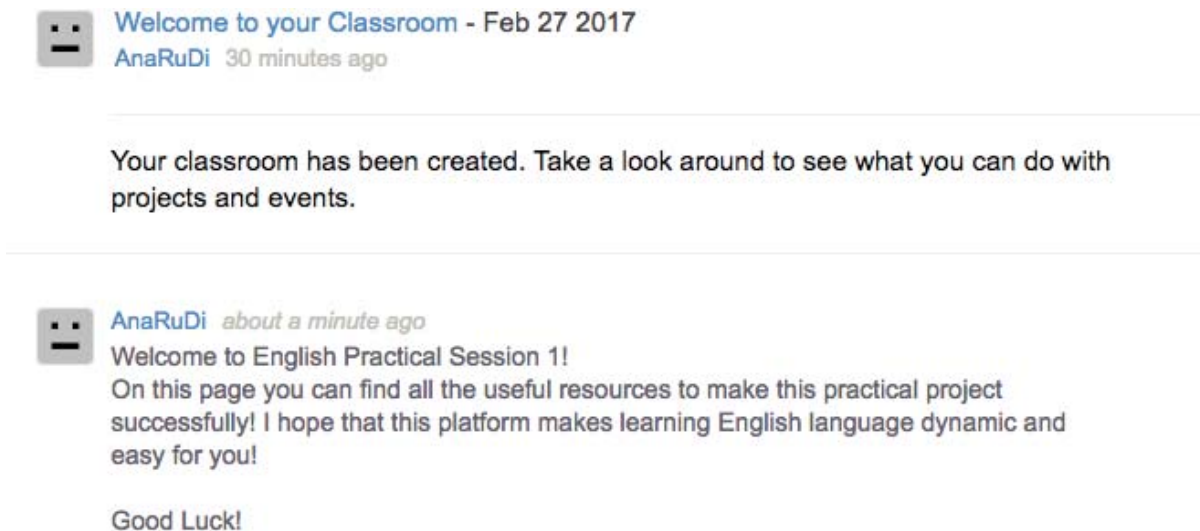 Welcome to your Classroom - Feb 27 2017
AnaRuDi 30 minutes ago
Your classroom has been created. Take a look around to see what you can do with
projects and events.
AnaRuDi about a minute ago
Welcome to English Practical Session 1!
On this page you can find all the useful resources to make this practical project
successfully! I hope that this platform makes learning English language dynamic and
easy for you!
Good Luck!